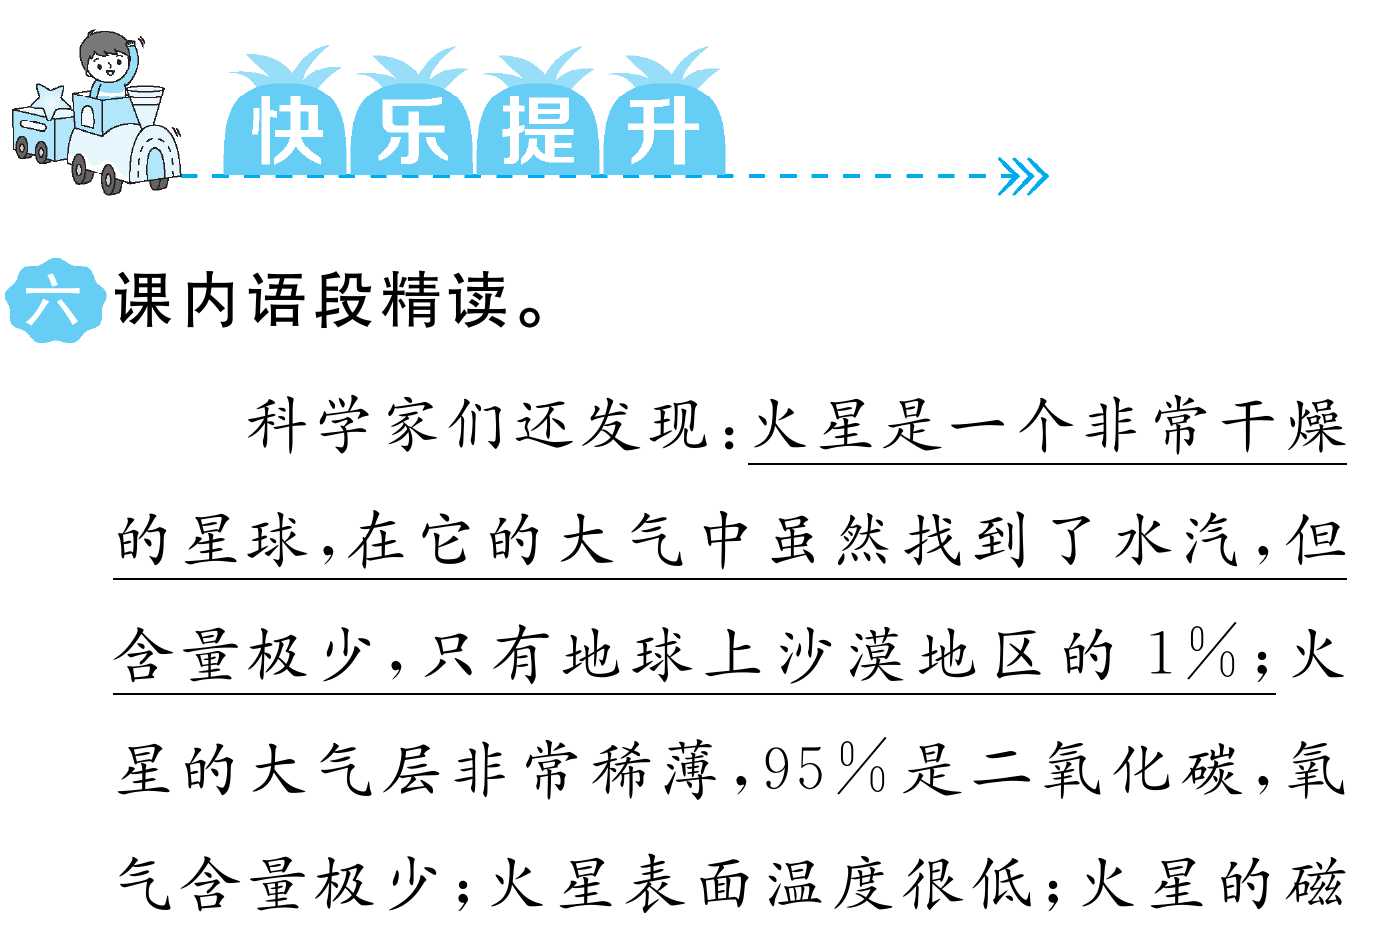 快乐提升
六 课内语段精读。
科学家们还发现:火星是一个非常干燥
的星球,在它的大气中虽然找到了水汽,但
含量极少,只有地球上沙漠地区的 1%;火
星的大气层非常稀薄,95%是二氧化碳,氧
气含量极少;火星表面温度很低;火星的磁